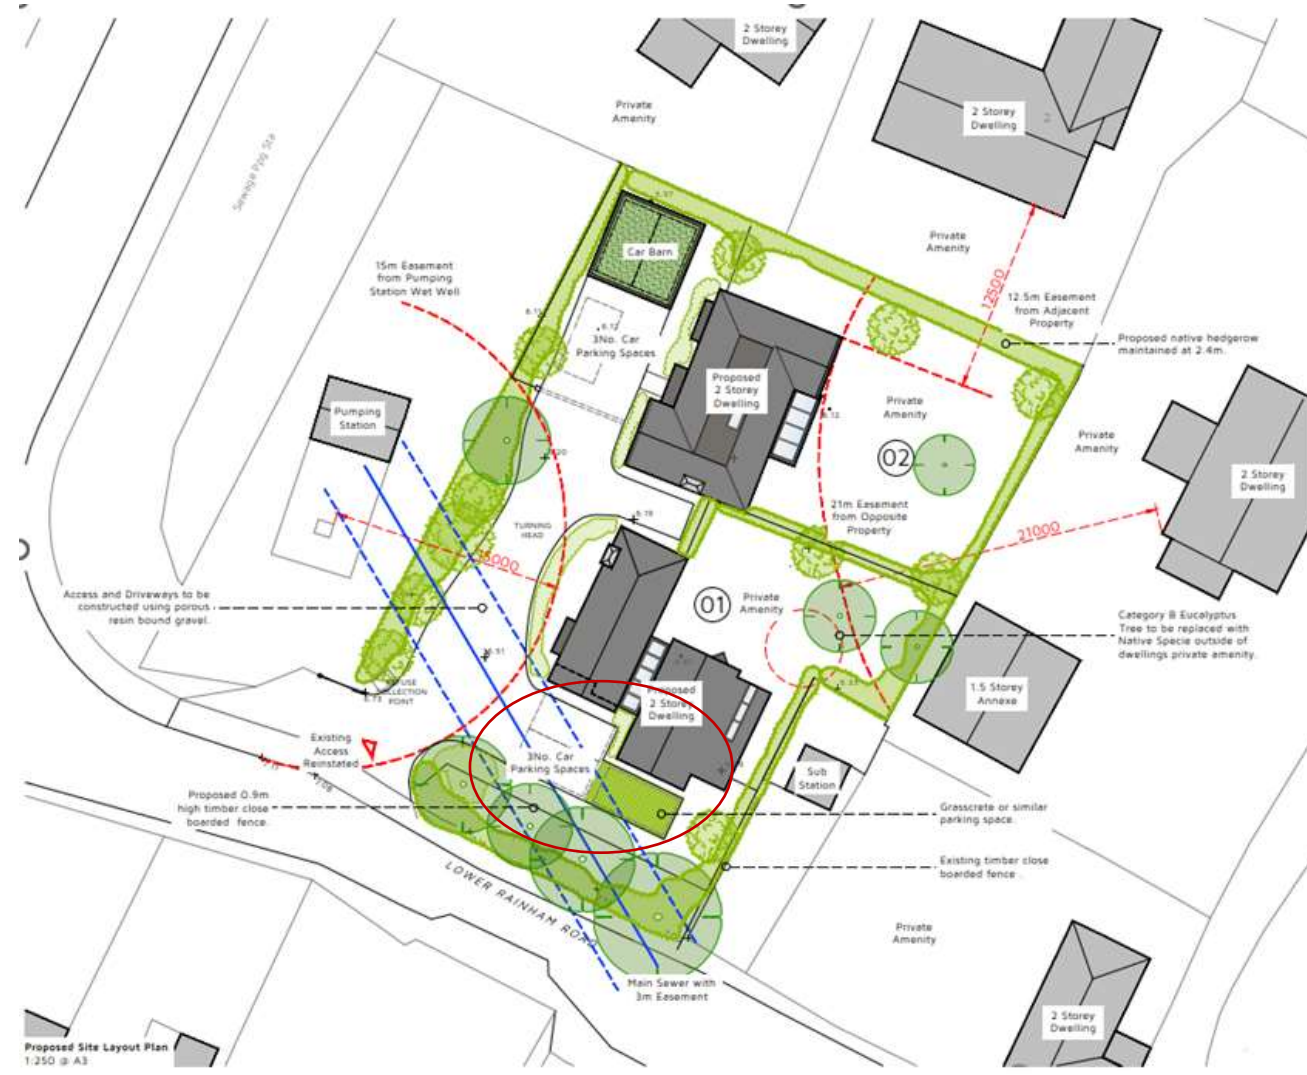 2 Storey
Dwelling
Private
Amenity
2 Storey
Dwelling
Sewage Ppg Sta
Car Barn
Private
Amenity
15m Easement
from Pumping
Station Wet Well
12500
12.5m Easement
from Adjacent
Property
3No. Car
Parking Spaces
Proposed native hedgerow
maintained at 2.4m.
Proposed
2 Storey
Dwelling
Private
Amenity
Pumping
Station
Private
Amenity
02
2 Storey
Dwelling
21m Easement
from Opposite
Property
TURNING
HEAD
21000
15000
Access and Driveways to be
constructed using porous
resin bound gravel.
01
Private
Amenity
Category B Eucalyptus
Tree to be replaced with
Native Specie outside of
dwellings private amenity.
REFUSE
COLLECTION
POINT
Proposed
2 Storey
Dwelling
1.5 Storey
Annexe
Existing
Access
Reinstated
3No. Car
Parking Spaces
Sub
Station
Proposed 0.9m
high timber close
boarded fence.
Grasscrete or similar
parking space.
Existing timber close
boarded fence .
LOWER RAINHAM ROAD
Private
Amenity
Main Sewer with
3m Easement
2 Storey
Dwelling
Proposed Site Layout Plan
1:250 @ A3